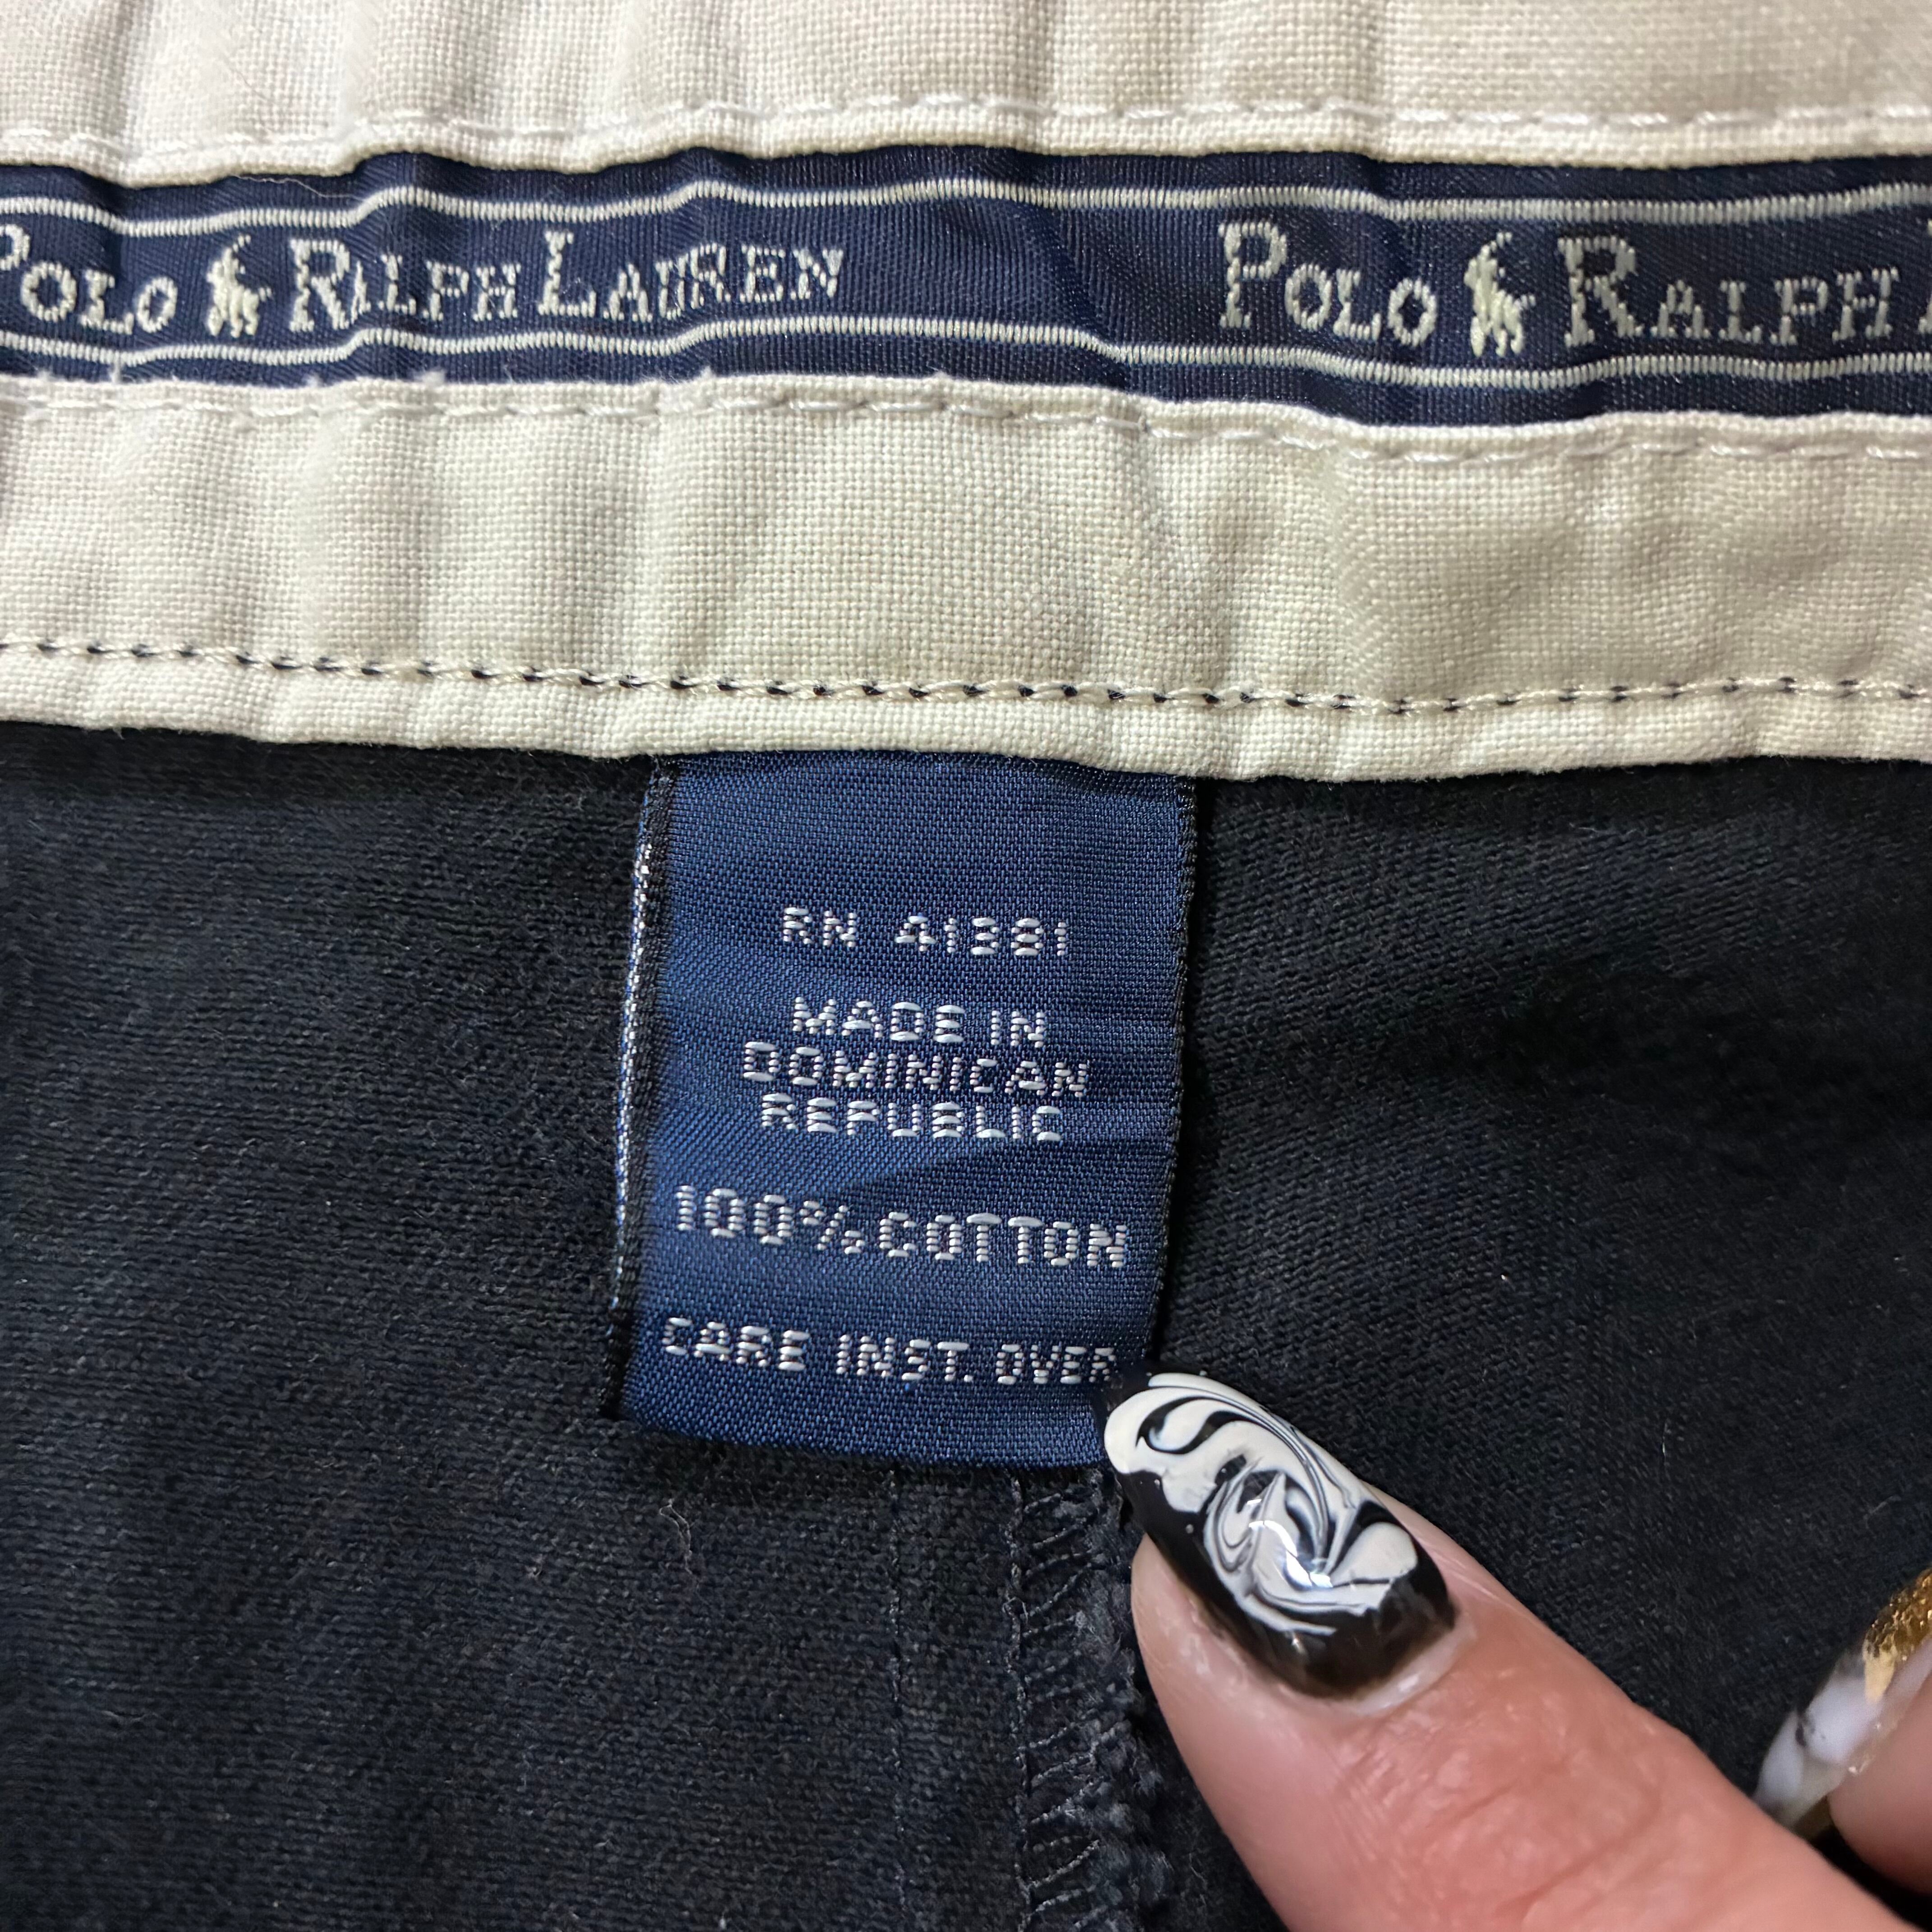 POLO RALPH LAUREN POLO RALPH
RN 41381
MADE IN
DOMINICAN
REPUBLIC
100% COTTON
CARE INST. OVER